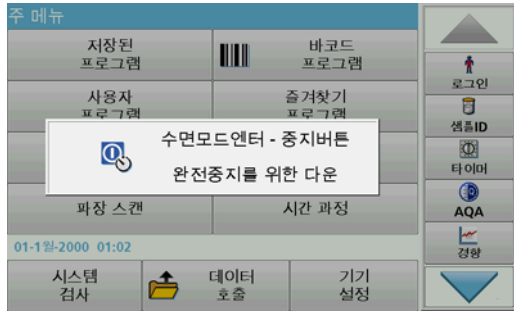 주 메뉴
저장된
프로그램
바코드
프로그램
사용자
프로그램
즐겨찾기
프로그램
수면모드엔터 - 중지버튼
완전중지를 위한 다운
파장 스캔
시간 과정
01-1월-2000 01:02
시스템
검사
데이터
호출
기기
설정
로그인
샘플ID
타이머
AQA
경향